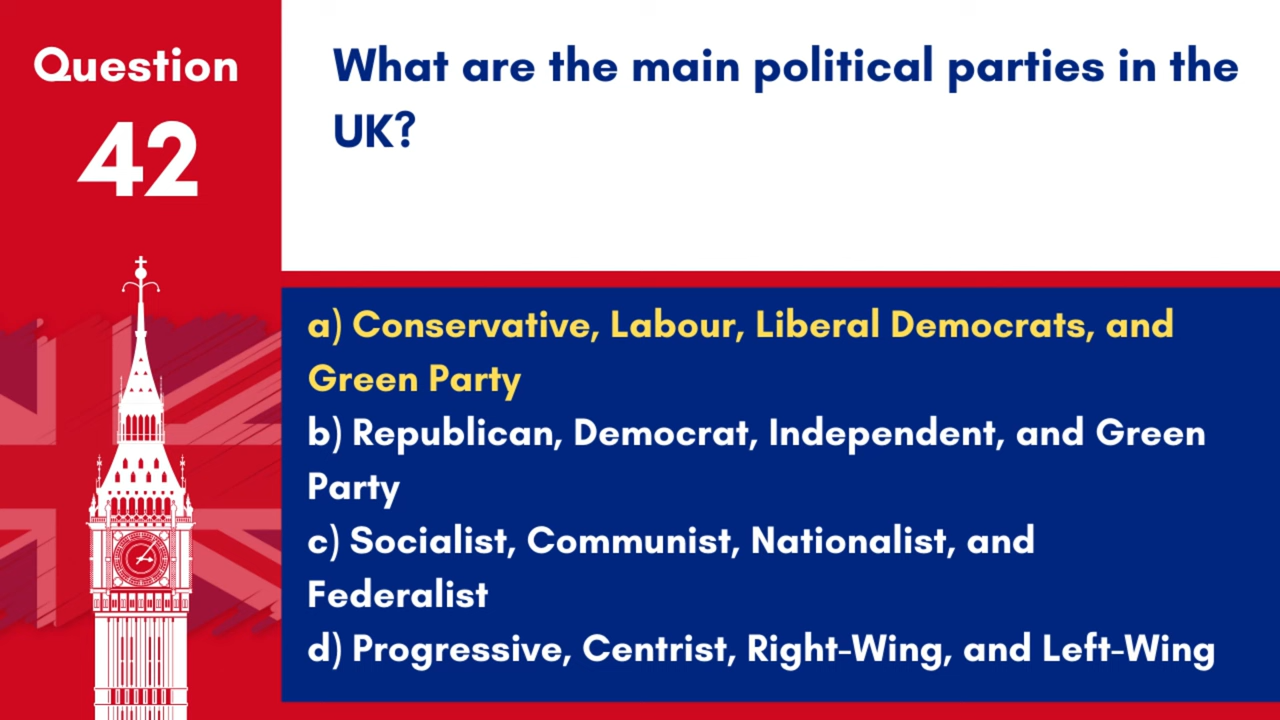 Question
42
What are the main political parties in the
UK?
a) Conservative, Labour, Liberal Democrats, and
Green Party
b) Republican, Democrat, Independent, and Green
Party
c) Socialist, Communist, Nationalist, and
Federalist
d) Progressive, Centrist, Right-Wing, and Left-Wing